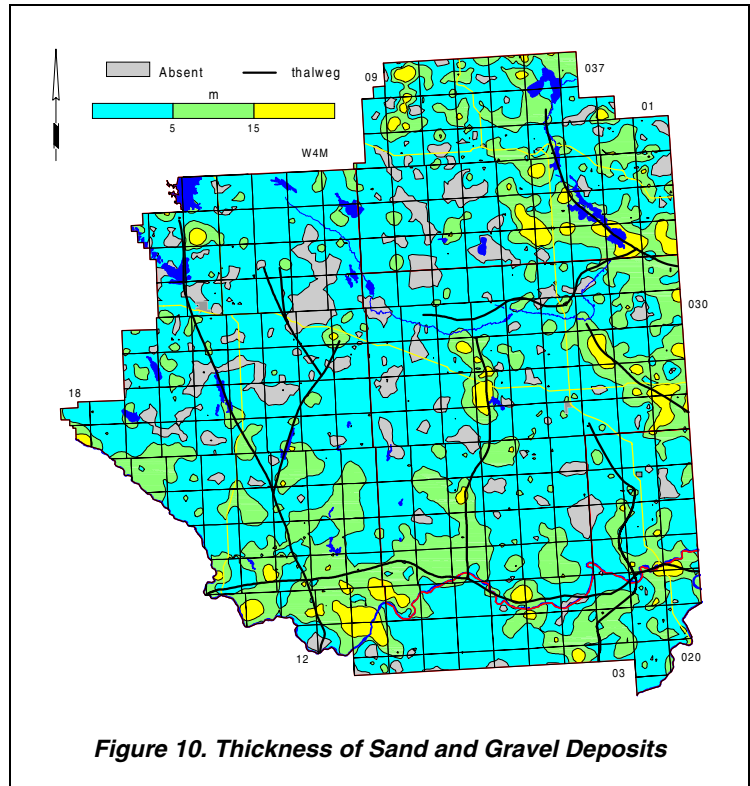 Absent
thalweg
m
5 15
W4M
09
037
01
030
18
12
03
020
Figure 10. Thickness of Sand and Gravel Deposits